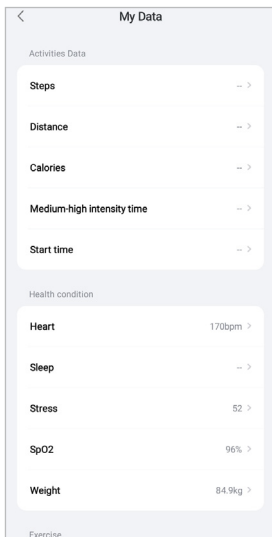 My Data
Activities Data
Steps -- >
Distance -- >
Calories -- >
Medium-high intensity time -- >
Start time -- >
Health condition
Heart 170bpm >
Sleep -- >
Stress 52 >
SpO2 96% >
Weight 84.9kg >
Exercise